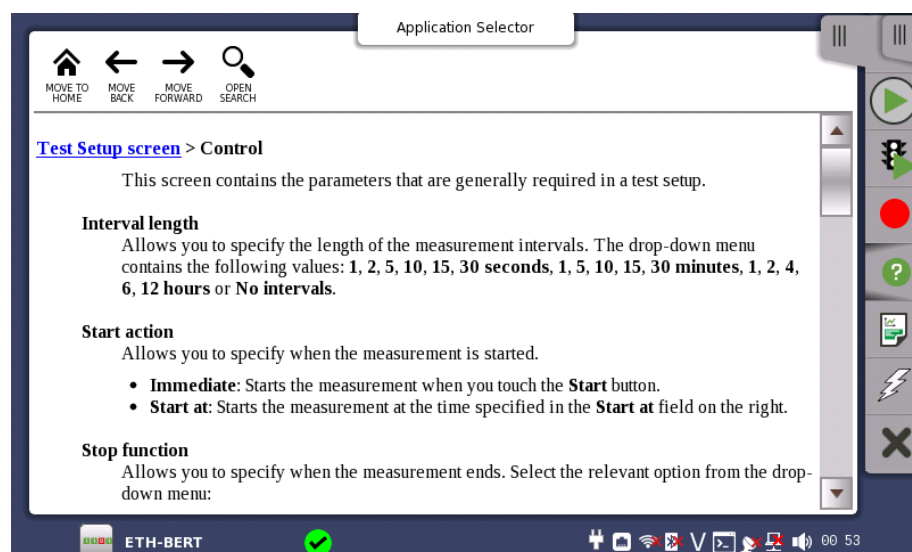 Application Selector
MOVE TO
HOME
MOVE
BACK
MOVE
FORWARD
OPEN
SEARCH
Test Setup screen > Control
This screen contains the parameters that are generally required in a test setup.
Interval length
Allows you to specify the length of the measurement intervals. The drop-down menu
contains the following values: 1, 2, 5, 10, 15, 30 seconds, 1, 5, 10, 15, 30 minutes, 1, 2, 4,
6, 12 hours or No intervals.
Start action
Allows you to specify when the measurement is started.
• Immediate: Starts the measurement when you touch the Start button.
• Start at: Starts the measurement at the time specified in the Start at field on the right.
Stop function
Allows you to specify when the measurement ends. Select the relevant option from the drop-
down menu:
ETH-BERT
00 53